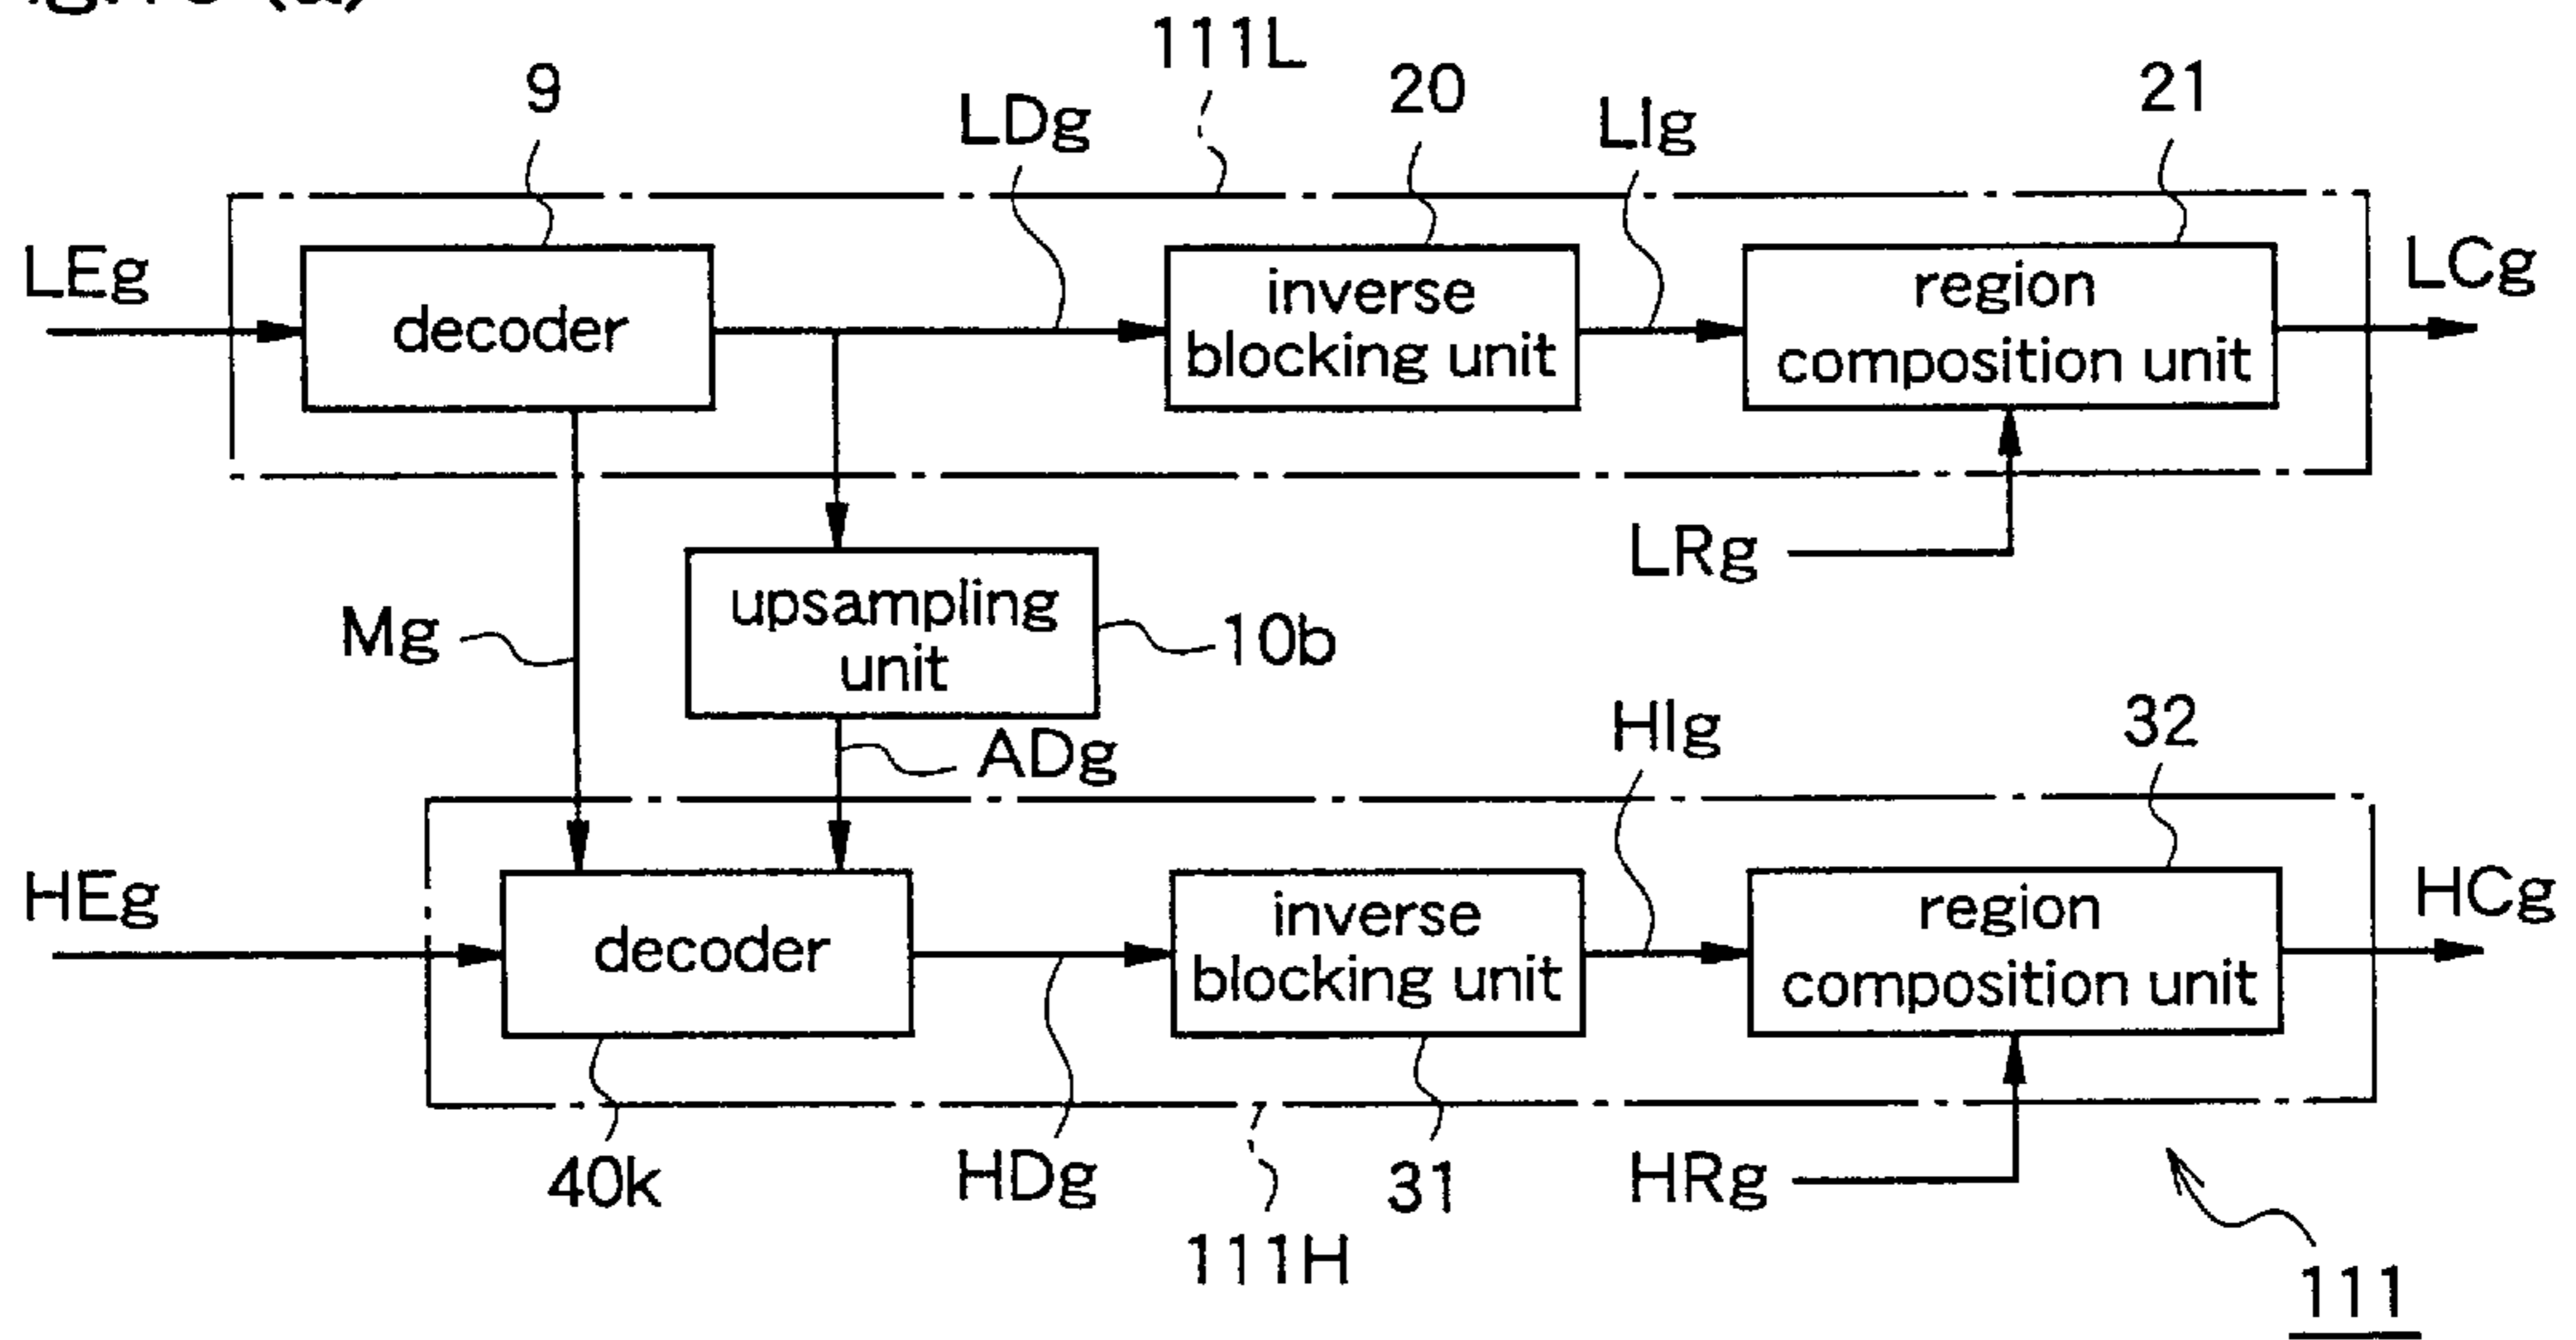 111L
9
LDg
20
LIg
21
LEg
decoder
inverse
blocking unit
region
composition unit
LCg
LRg
upsampling
unit
10b
Mg
ADg
HIg
32
HEg
decoder
inverse
blocking unit
region
composition unit
HCg
40k
HDg
31
HRg
111H
111